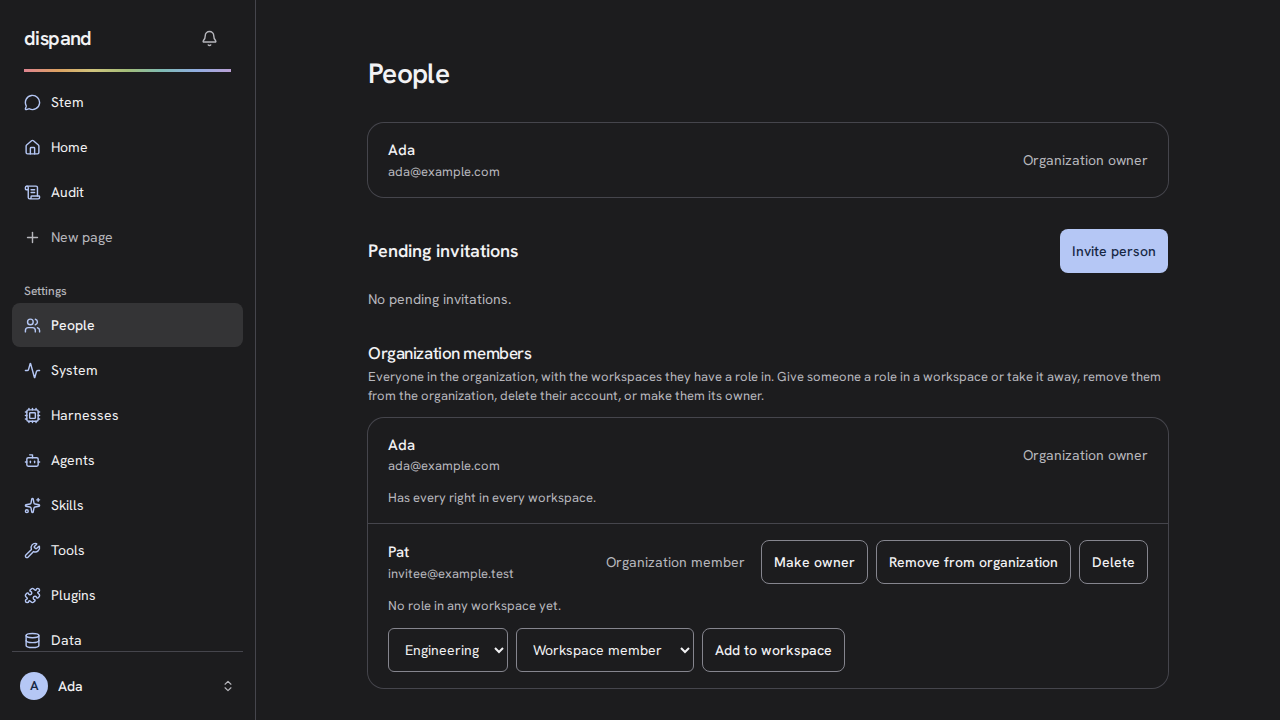 dispand
Stem
Home
Audit
New page
Settings
People
System
Harnesses
Agents
Skills
Tools
Plugins
Data
A
Ada
People
Ada
ada@example.com
Organization owner
Pending invitations
Invite person
No pending invitations.
Organization members
Everyone in the organization, with the workspaces they have a role in. Give someone a role in a workspace or take it away, remove them
from the organization, delete their account, or make them its owner.
Ada
ada@example.com
Organization owner
Has every right in every workspace.
Pat
invitee@example.test
Organization member
Make owner
Remove from organization
Delete
No role in any workspace yet.
Engineering
Workspace member
Add to workspace